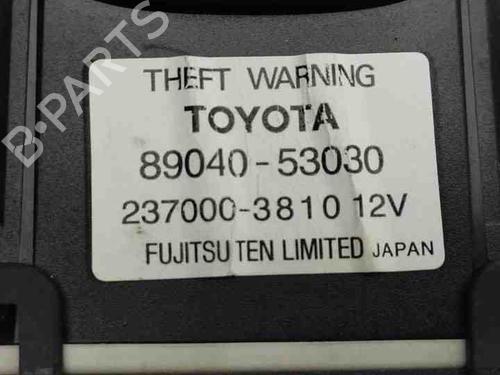 B-PARTS
THEFT WARNING
TOYOTA
89040-53030
237000-3810 12V
FUJITSU TEN LIMITED JAPAN